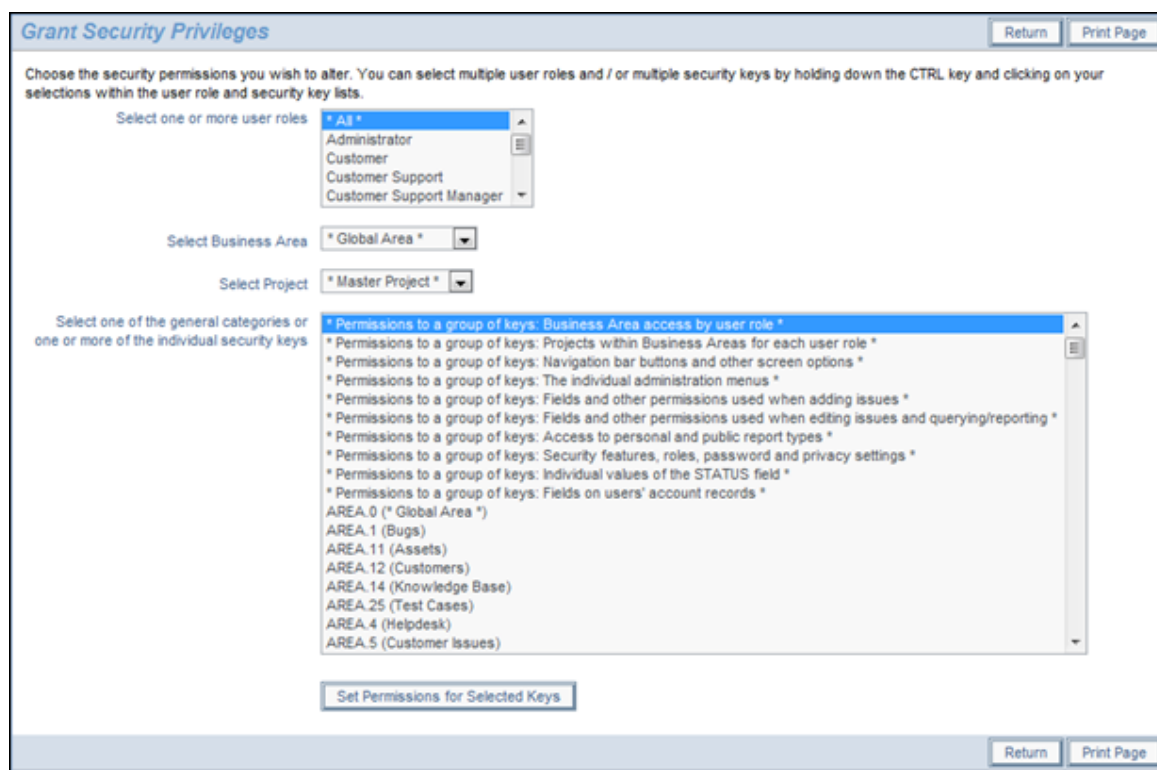 Grant Security Privileges
Return
Print Page
Choose the security permissions you wish to alter. You can select multiple user roles and / or multiple security keys by holding down the CTRL key and clicking on your
selections within the user role and security key lists.
Select one or more user roles
* All *
Administrator
Customer
Customer Support
Customer Support Manager
Select Business Area
* Global Area *
Select Project
* Master Project *
Select one of the general categories or
one or more of the individual security keys
* Permissions to a group of keys: Business Area access by user role *
* Permissions to a group of keys: Projects within Business Areas for each user role *
* Permissions to a group of keys: Navigation bar buttons and other screen options *
* Permissions to a group of keys: The individual administration menus *
* Permissions to a group of keys: Fields and other permissions used when adding issues *
* Permissions to a group of keys: Fields and other permissions used when editing issues and querying/reporting *
* Permissions to a group of keys: Access to personal and public report types *
* Permissions to a group of keys: Security features, roles, password and privacy settings *
* Permissions to a group of keys: Individual values of the STATUS field *
* Permissions to a group of keys: Fields on users' account records *
AREA.0 (* Global Area *)
AREA.1 (Bugs)
AREA.11 (Assets)
AREA.12 (Customers)
AREA.14 (Knowledge Base)
AREA.25 (Test Cases)
AREA.4 (Helpdesk)
AREA.5 (Customer Issues)
Set Permissions for Selected Keys
Return
Print Page